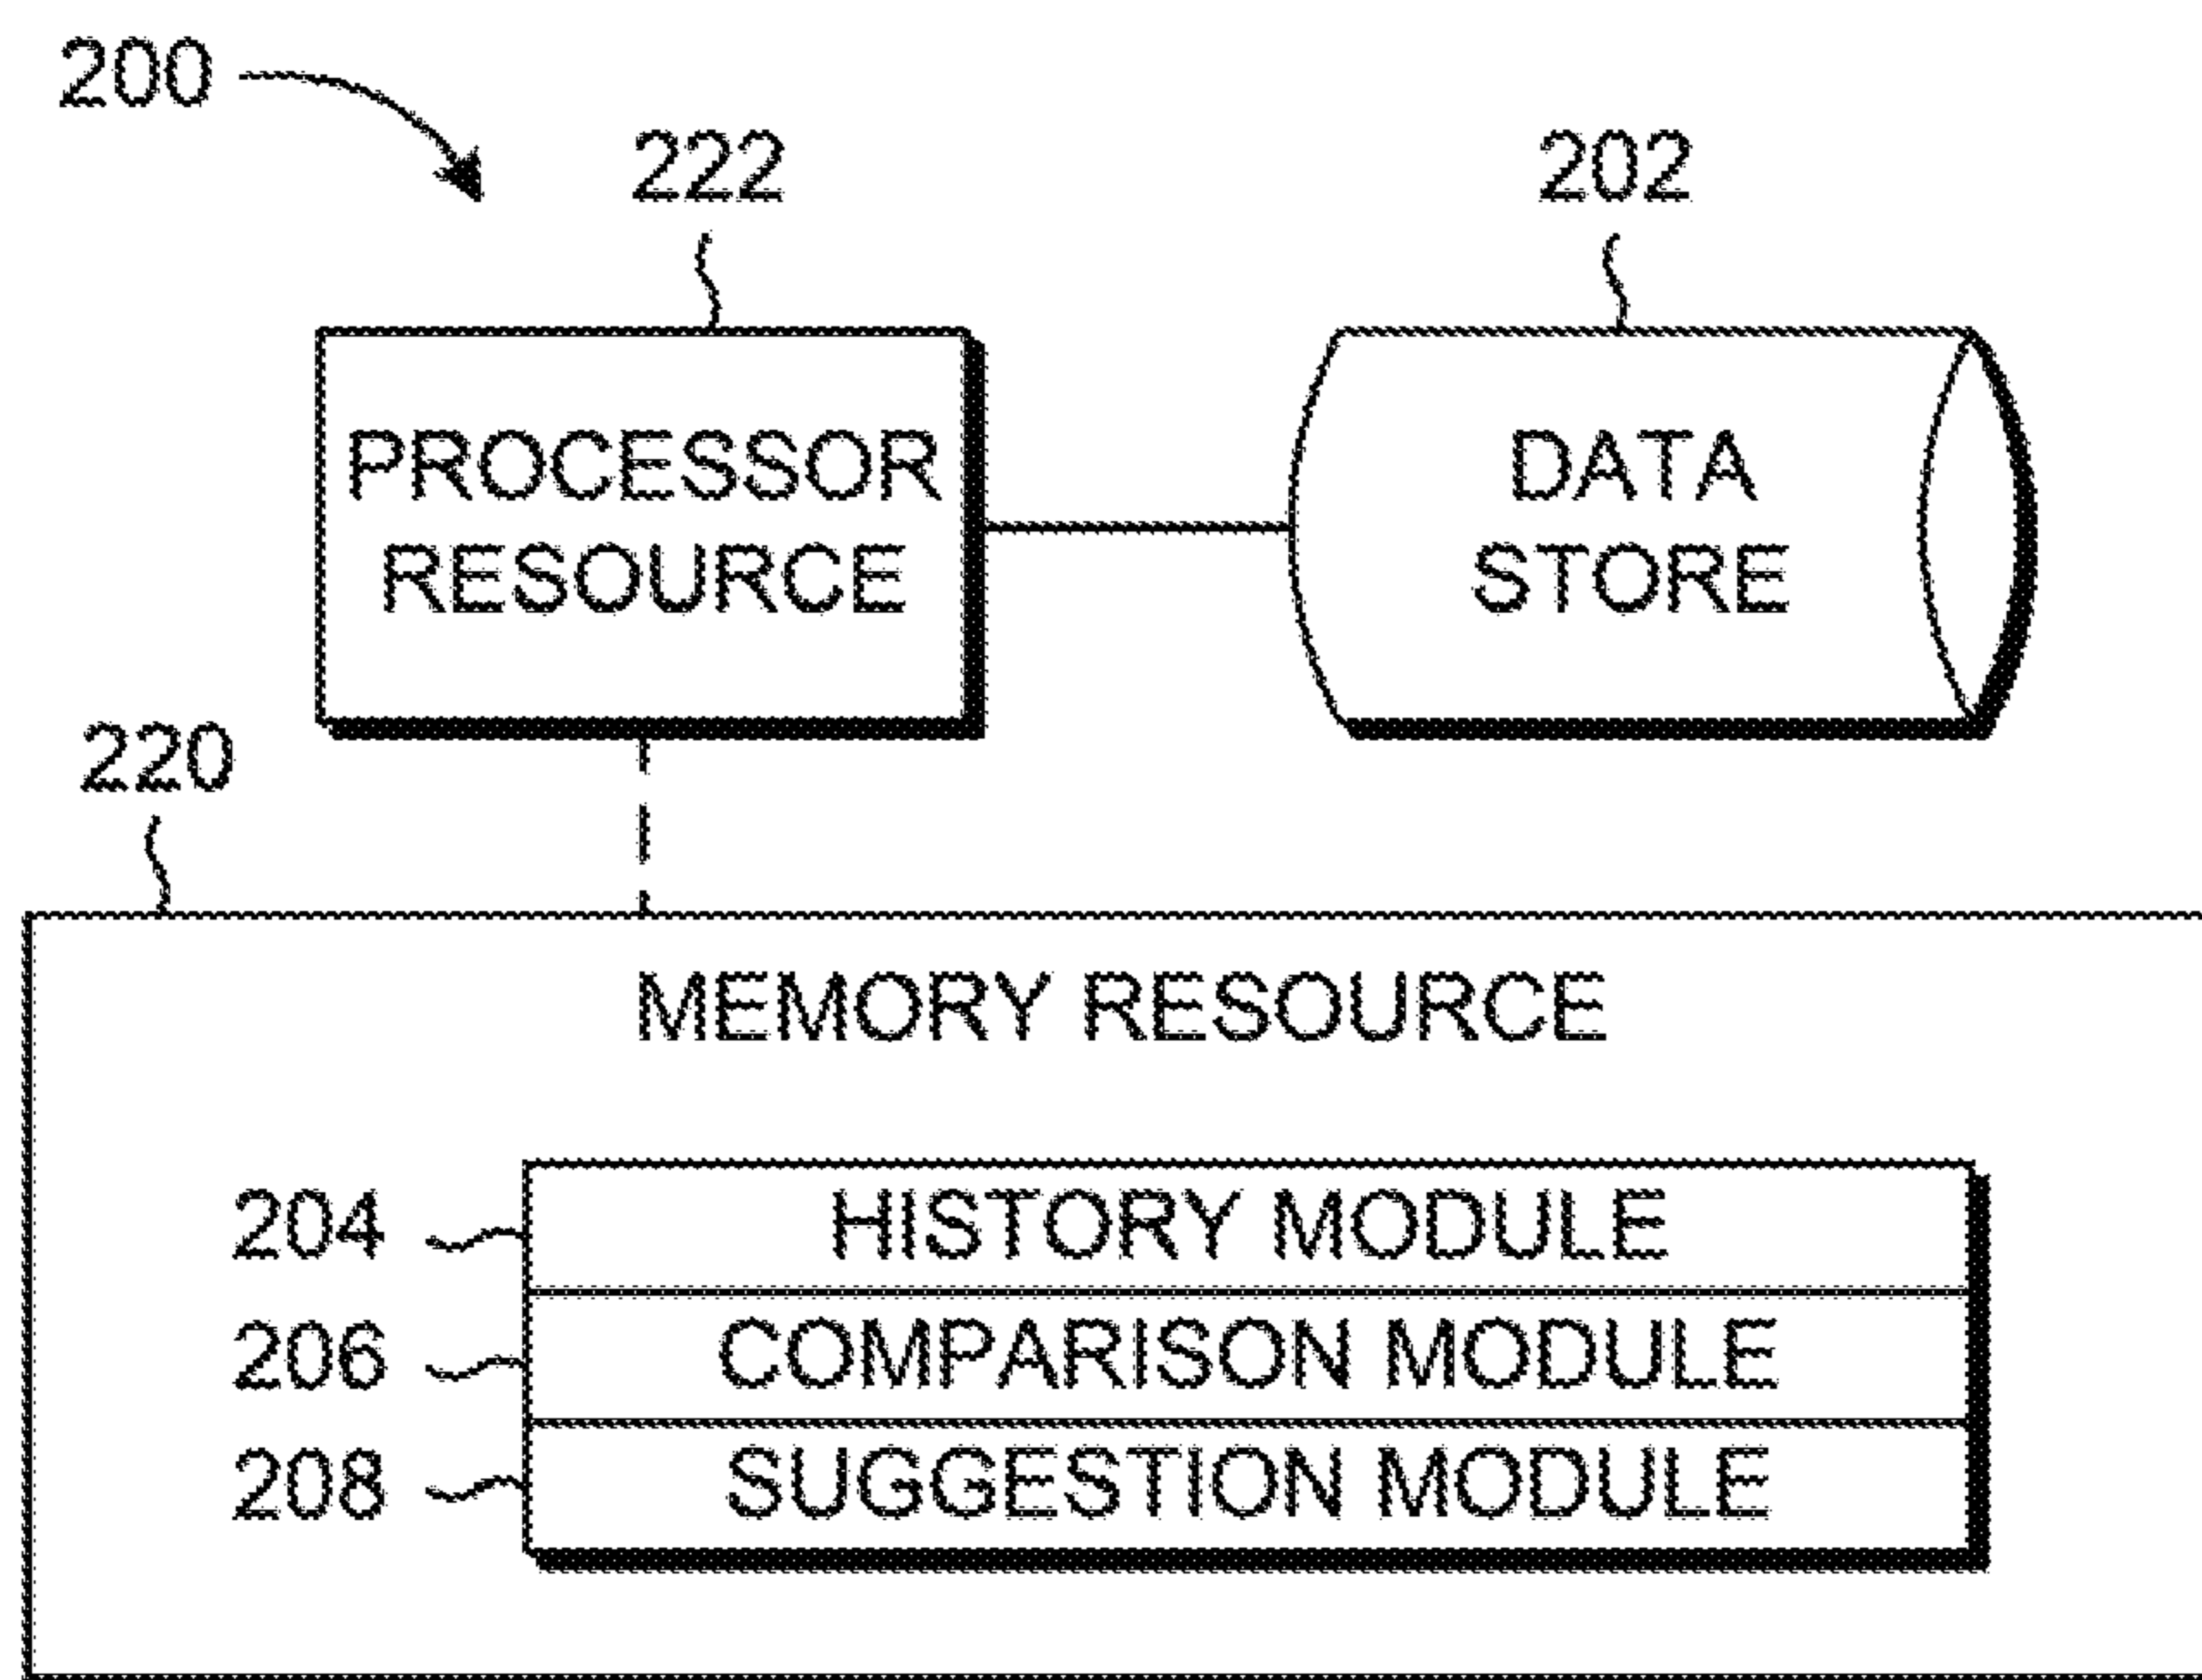 200
222
202
PROCESSOR
RESOURCE
DATA
STORE
220
MEMORY RESOURCE
204 HISTORY MODULE
206 COMPARISON MODULE
208 SUGGESTION MODULE